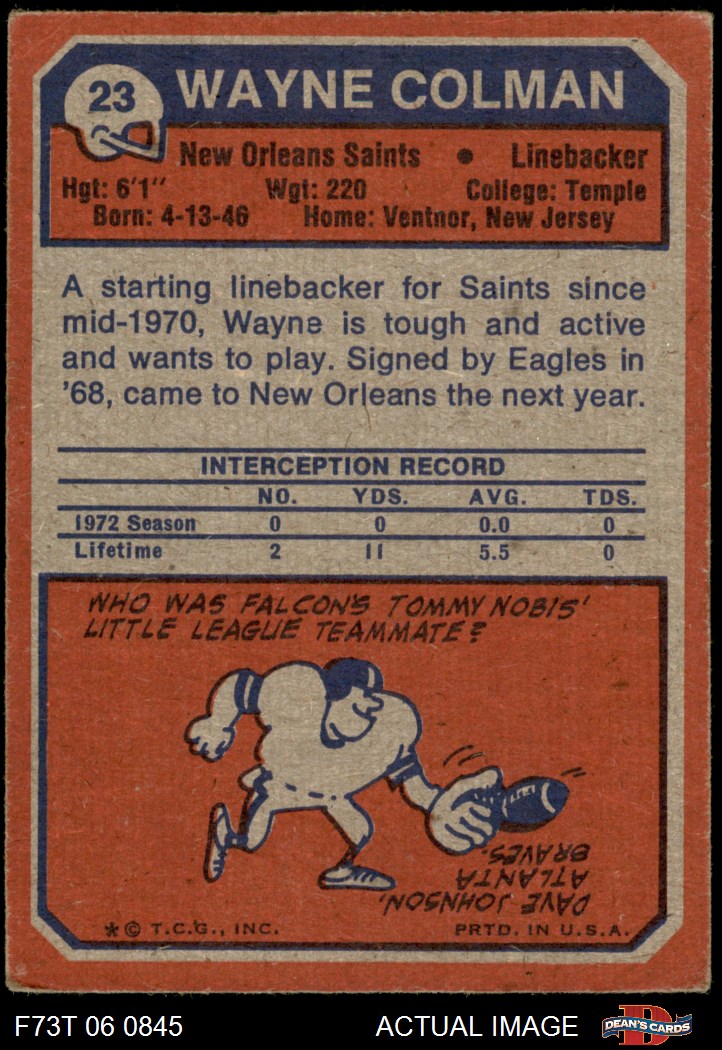 23
WAYNE COLMAN
New Orleans Saints • Linebacker
Hgt: 6'1" Wgt: 220 College: Temple
Born: 4-13-46 Home: Ventnor, New Jersey
A starting linebacker for Saints since
mid-1970, Wayne is tough and active
and wants to play. Signed by Eagles in
'68, came to New Orleans the next year.
INTERCEPTION RECORD
NO. YDS. AVG. TDS.
1972 Season 0 0 0.0 0
Lifetime 2 11 5.5 0
WHO WAS FALCON'S TOMMY NOBIS'
LITTLE LEAGUE TEAMMATE?
DAVE JOHNSON,
ATLANTA
BRAVES.
* © T.C.G., INC. PRTD. IN U.S.A.
F73T 06 0845 ACTUAL IMAGE DEAN'S CARDS